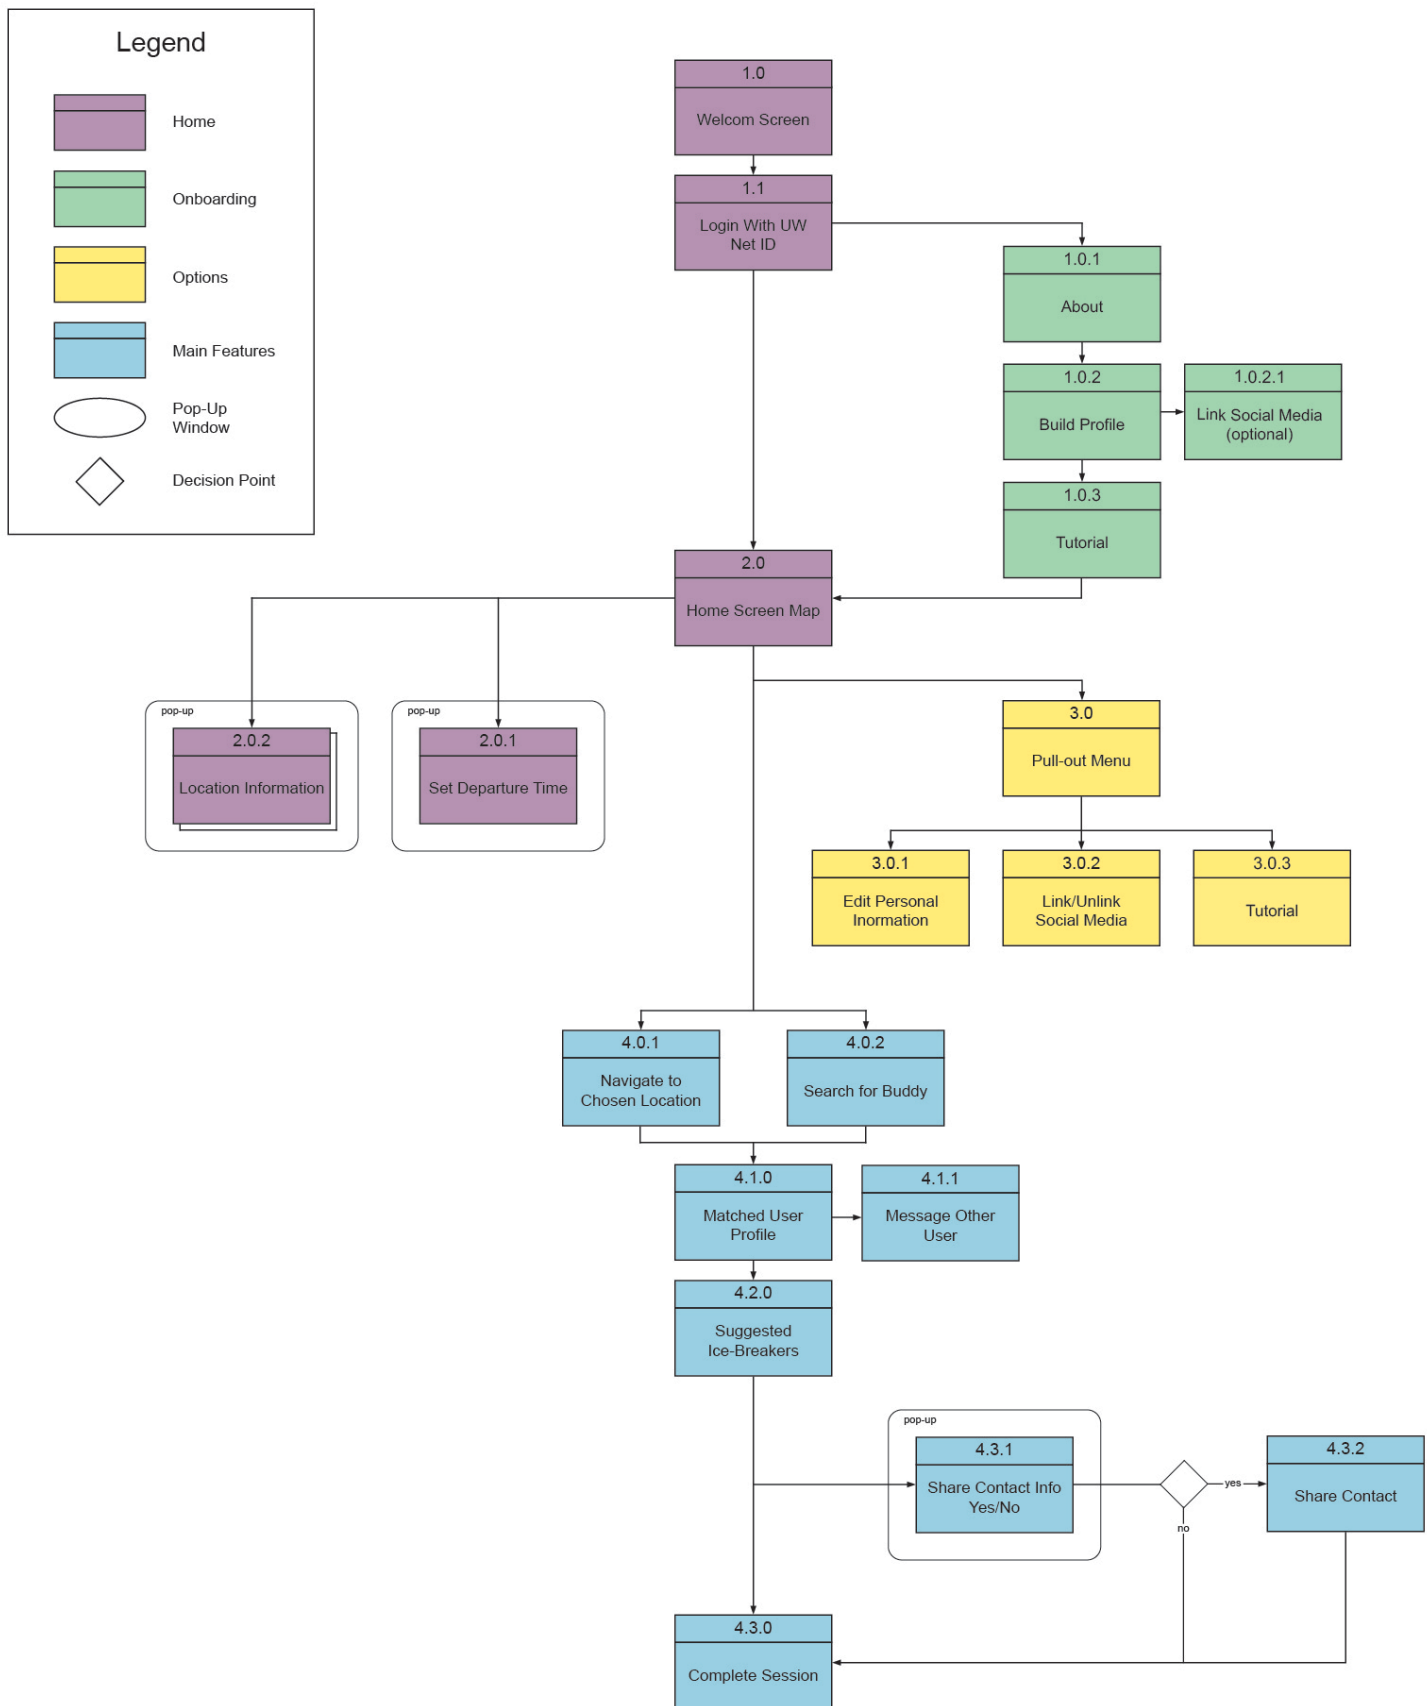 Legend
Home
Onboarding
Options
Main Features
Pop-Up
Window
Decision Point
1.0
Welcom Screen
1.1
Login With UW
Net ID
1.0.1
About
1.0.2
Build Profile
1.0.2.1
Link Social Media
(optional)
1.0.3
Tutorial
2.0
Home Screen Map
pop-up
2.0.2
Location Information
pop-up
2.0.1
Set Departure Time
3.0
Pull-out Menu
3.0.1
Edit Personal
Inormation
3.0.2
Link/Unlink
Social Media
3.0.3
Tutorial
4.0.1
Navigate to
Chosen Location
4.0.2
Search for Buddy
4.1.0
Matched User
Profile
4.1.1
Message Other
User
4.2.0
Suggested
Ice-Breakers
pop-up
4.3.1
Share Contact Info
Yes/No
yes
no
4.3.2
Share Contact
4.3.0
Complete Session